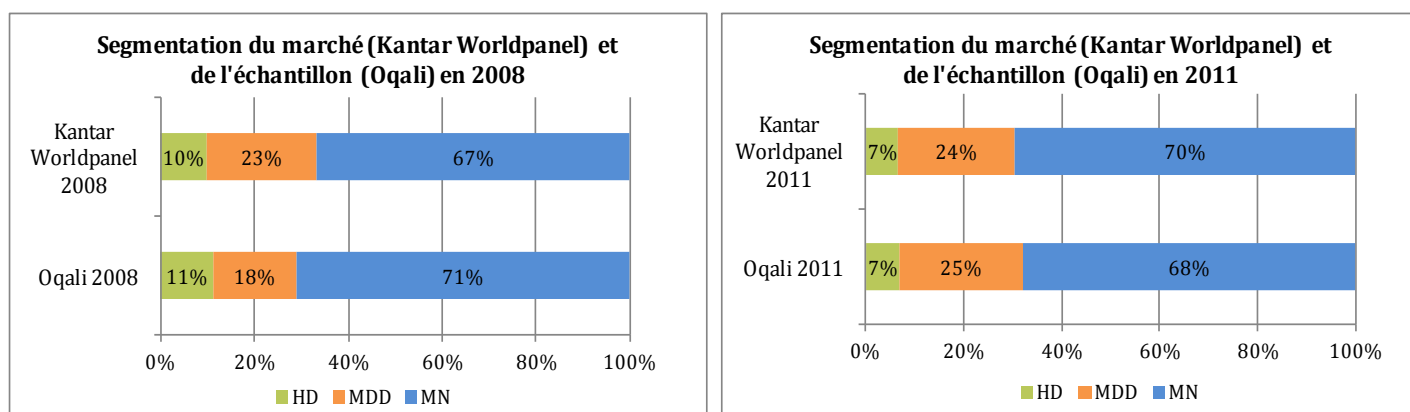 Segmentation du marché (Kantar Worldpanel) et
de l'échantillon (Oqali) en 2008
Kantar
Worldpanel
2008
10% 23% 67%
Oqali 2008
11% 18% 71%
0% 20% 40% 60% 80% 100%
HD MDD MN
Segmentation du marché (Kantar Worldpanel) et
de l'échantillon (Oqali) en 2011
Kantar
Worldpanel
2011
7% 24% 70%
Oqali 2011
7% 25% 68%
0% 20% 40% 60% 80% 100%
HD MDD MN